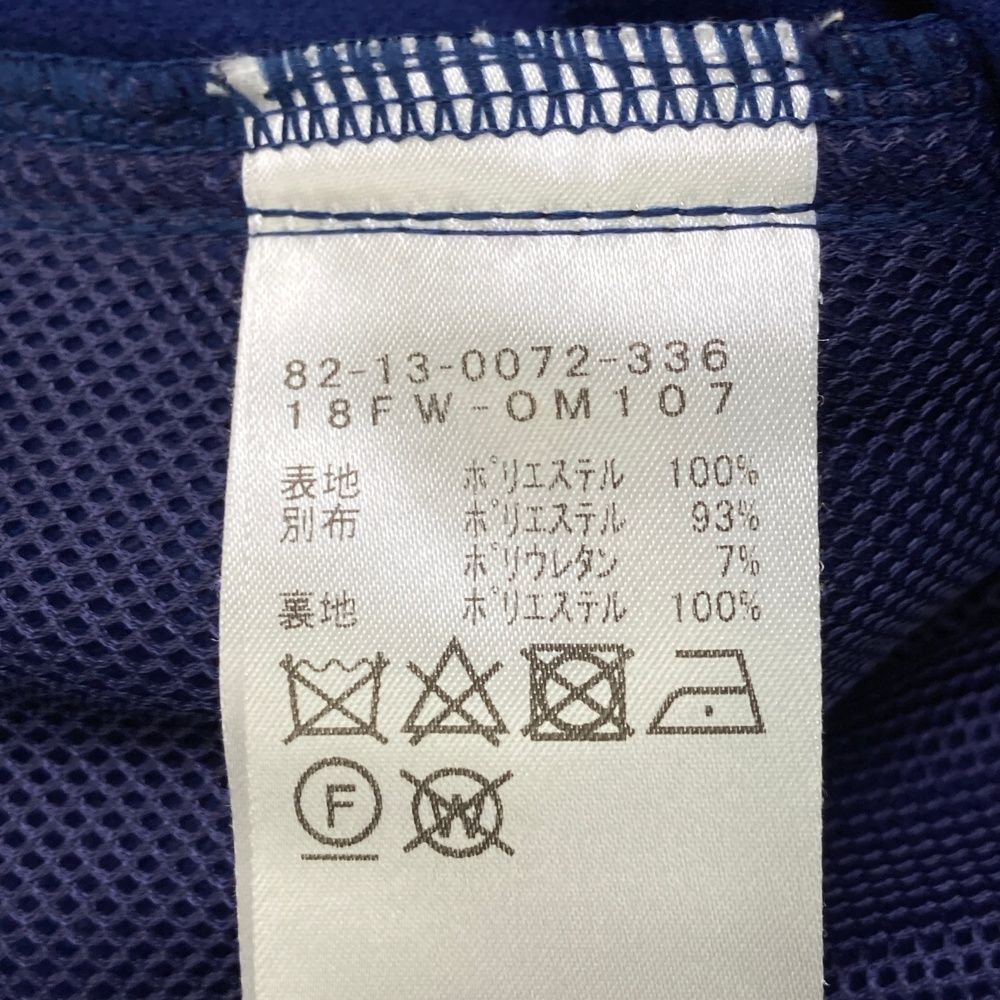 82-13-0072-336
18FW-OM107
表地 ポリエステル 100%
別布 ポリエステル 93%
ポリウレタン 7%
裏地 ポリエステル 100%
F
W